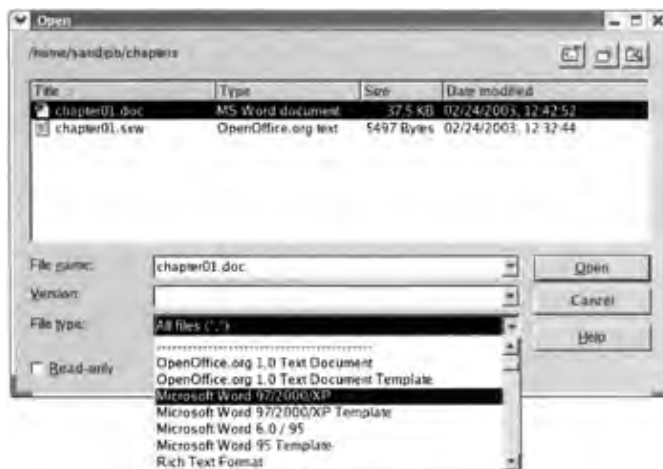 Open
/home/sandipb/chapters
Title Type Size Date modified
chapter01.doc MS Word document 37.5 KB 02/24/2003, 12:42:52
chapter01.sxw OpenOffice.org text 5497 Bytes 02/24/2003, 12:32:44
File name: chapter01.doc Open
Version: Cancel
File type: All files (*.*) Help
Read-only
------------------------------------------
OpenOffice.org 1.0 Text Document
OpenOffice.org 1.0 Text Document Template
Microsoft Word 97/2000/XP
Microsoft Word 97/2000/XP Template
Microsoft Word 6.0 / 95
Microsoft Word 95 Template
Rich Text Format